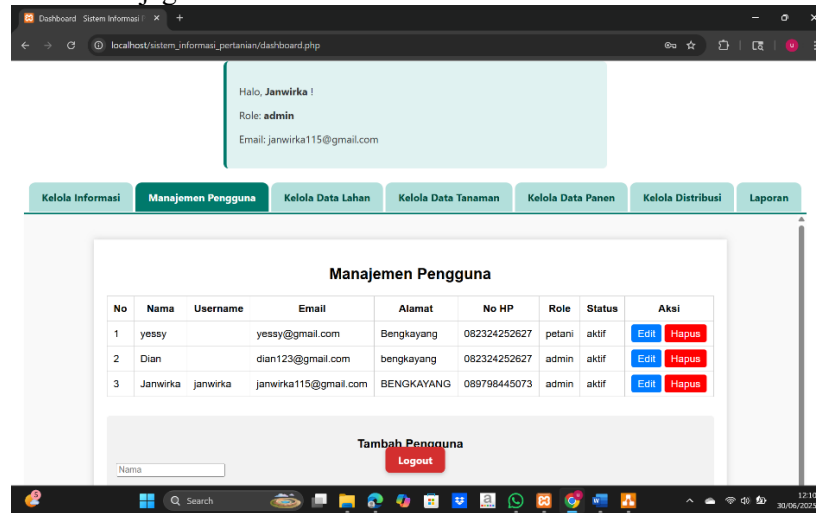 Dashboard Sistem Informasi
localhost/sistem_informasi_pertanian/dashboard.php
Halo, Janwirka !
Role: admin
Email: janwirka115@gmail.com
Kelola Informasi Manajemen Pengguna Kelola Data Lahan Kelola Data Tanaman Kelola Data Panen Kelola Distribusi Laporan
Manajemen Pengguna
No Nama Username Email Alamat No HP Role Status Aksi
1 yessy yessy@gmail.com Bengkayang 082324252627 petani aktif Edit Hapus
2 Dian dian123@gmail.com bengkayang 082324252627 admin aktif Edit Hapus
3 Janwirka janwirka janwirka115@gmail.com BENGKAYANG 089798445073 admin aktif Edit Hapus
Tambah Pengguna
Logout
Nama
Search
12:10
30/06/2025